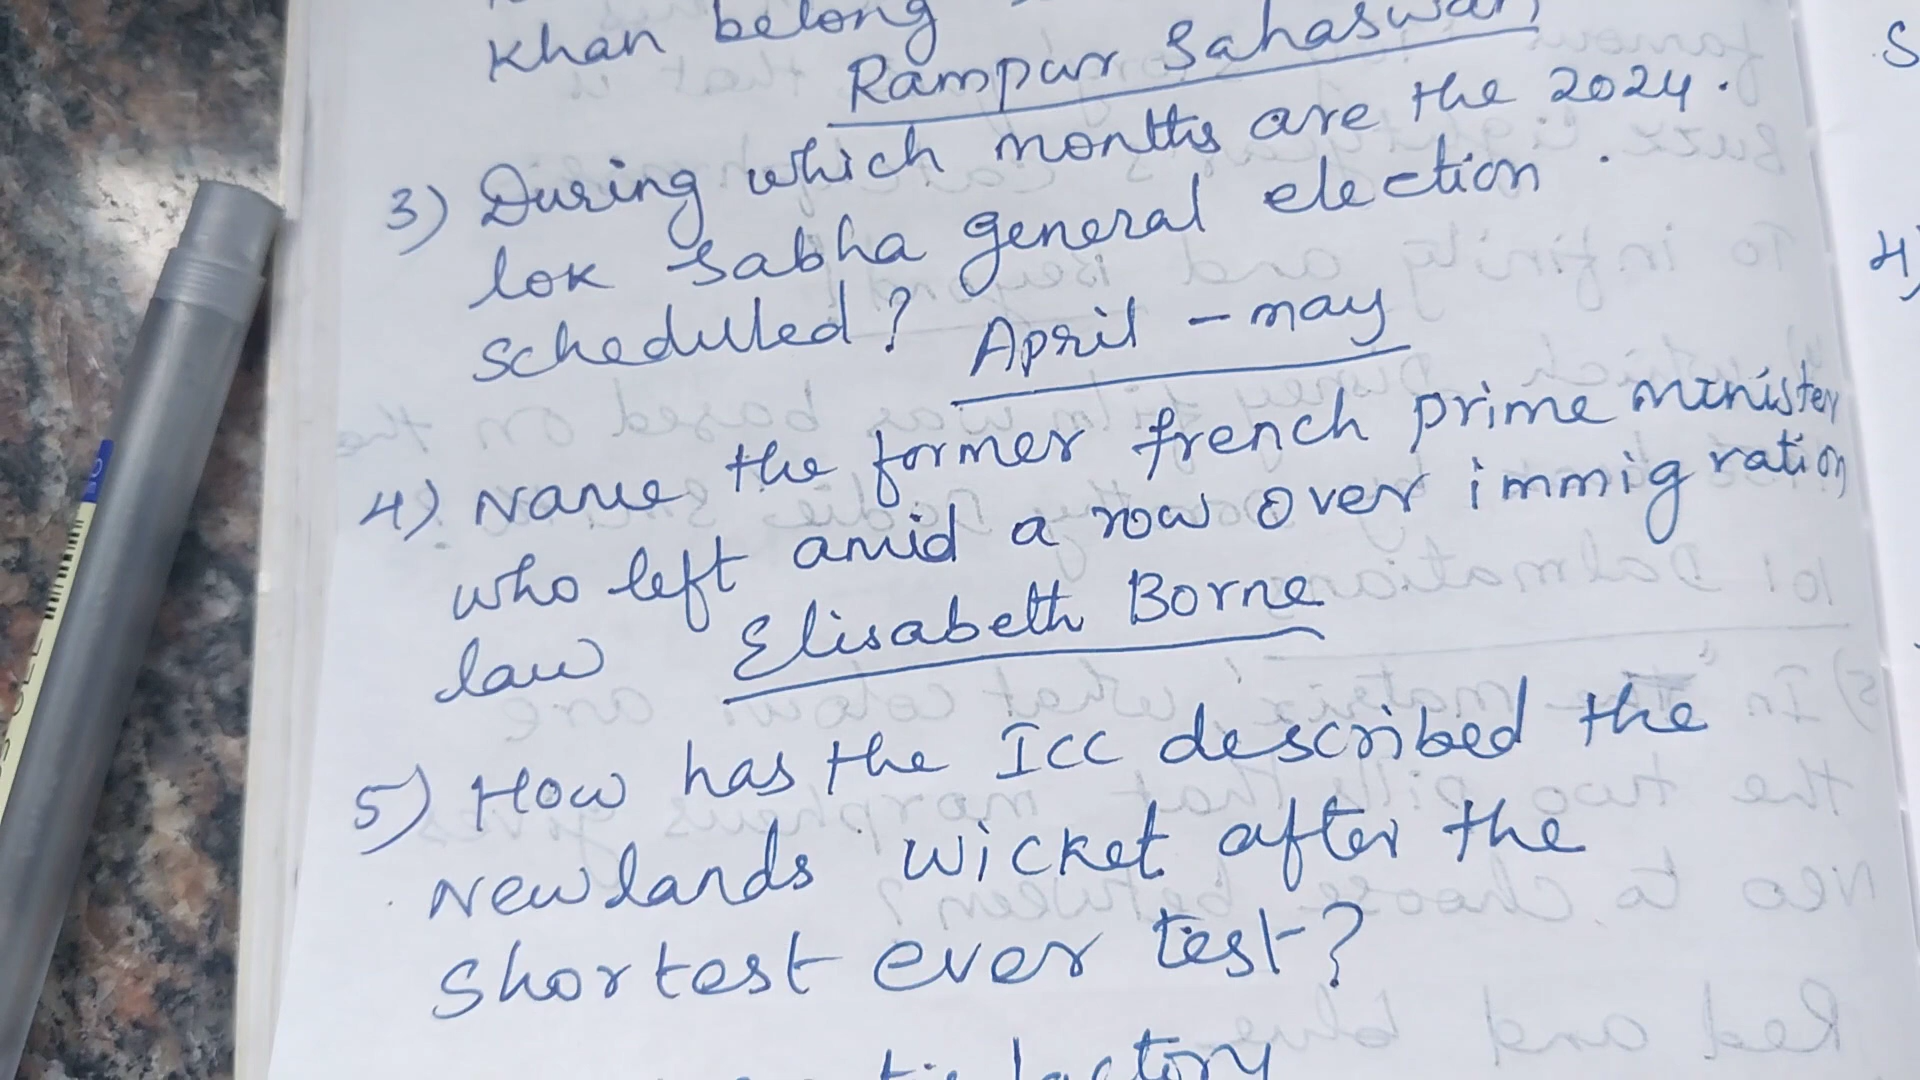 Khan belong
Rampur Sahaswan
3) During which months are the 2024.
lok sabha general election.
scheduled? April - may
4) Name the former french prime minister
who left amid a row over immigration
law Elisabeth Borne
5) How has the ICC described the
Newlands wicket after the
shortest ever test?
S
4)